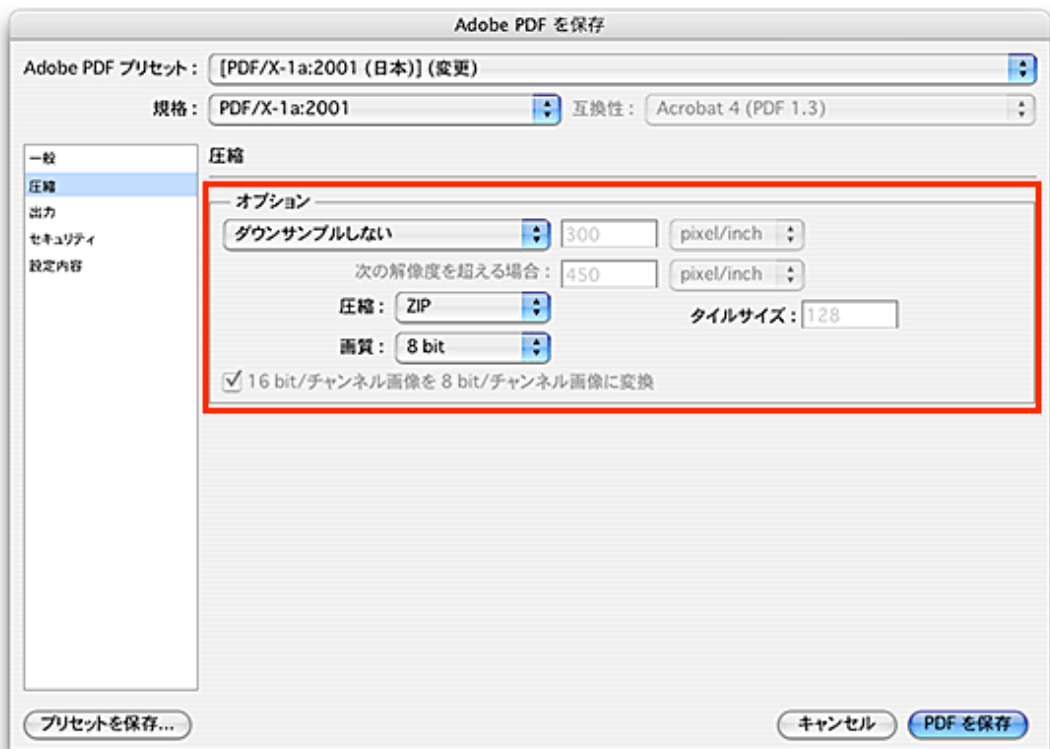 Adobe PDF を保存
Adobe PDF プリセット： [PDF/X-1a:2001 (日本)] (変更)
規格： PDF/X-1a:2001 互換性： Acrobat 4 (PDF 1.3)
一般
圧縮
出力
セキュリティ
設定内容
圧縮
オプション
ダウンサンプルしない 300 pixel/inch
次の解像度を超える場合： 450 pixel/inch
圧縮： ZIP タイルサイズ： 128
画質： 8 bit
16 bit/チャンネル画像を 8 bit/チャンネル画像に変換
プリセットを保存... キャンセル PDF を保存